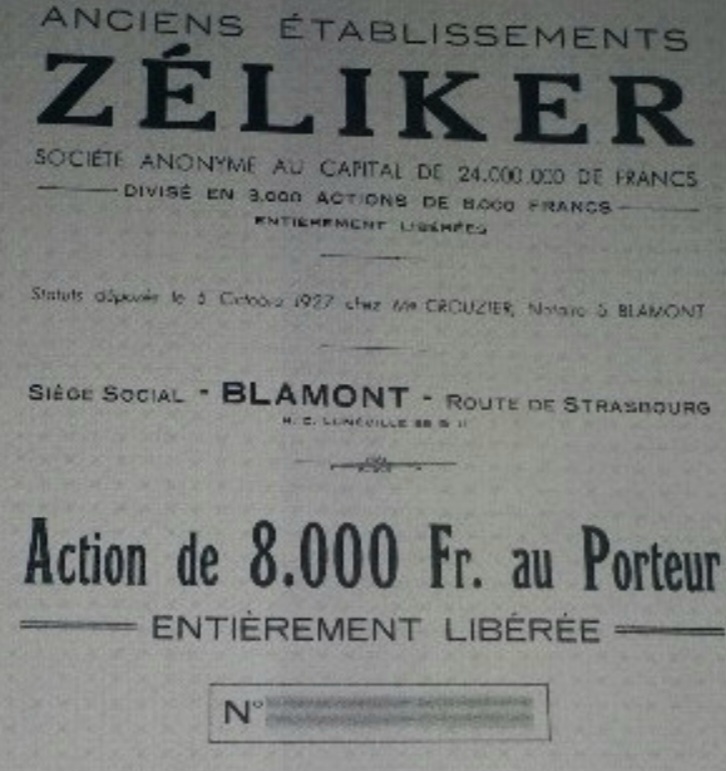 ANCIENS ÉTABLISSEMENTS
ZÉLIKER
SOCIÉTÉ ANONYME AU CAPITAL DE 24.000.000 DE FRANCS
DIVISÉ EN 3.000 ACTIONS DE 8.000 FRANCS
ENTIÈREMENT LIBÉRÉES
Statuts déposés le 5 Octobre 1927 chez Me CROUZIER, Notaire à BLAMONT
SIÈGE SOCIAL - BLAMONT - ROUTE DE STRASBOURG
R. C. LUNÉVILLE
Action de 8.000 Fr. au Porteur
ENTIÈREMENT LIBÉRÉE
N°